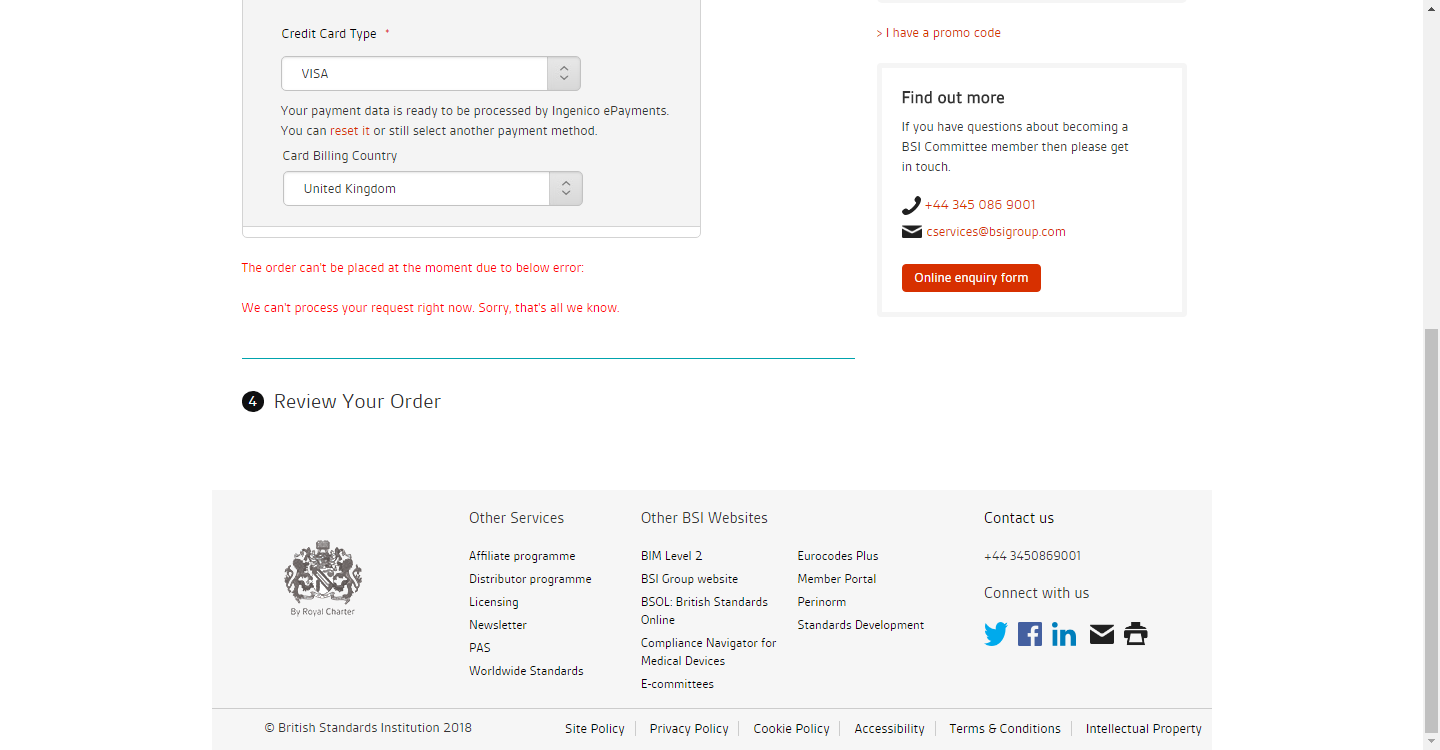 Credit Card Type *
VISA
Your payment data is ready to be processed by Ingenico ePayments.
You can reset it or still select another payment method.
Card Billing Country
United Kingdom
The order can't be placed at the moment due to below error:
We can't process your request right now. Sorry, that's all we know.
4 Review Your Order
> I have a promo code
Find out more
If you have questions about becoming a
BSI Committee member then please get
in touch.
+44 345 086 9001
cservices@bsigroup.com
Online enquiry form
By Royal Charter
Other Services
Affiliate programme
Distributor programme
Licensing
Newsletter
PAS
Worldwide Standards
Other BSI Websites
BIM Level 2
BSI Group website
BSOL: British Standards
Online
Compliance Navigator for
Medical Devices
E-committees
Eurocodes Plus
Member Portal
Perinorm
Standards Development
Contact us
+44 3450869001
Connect with us
© British Standards Institution 2018
Site Policy
Privacy Policy
Cookie Policy
Accessibility
Terms & Conditions
Intellectual Property